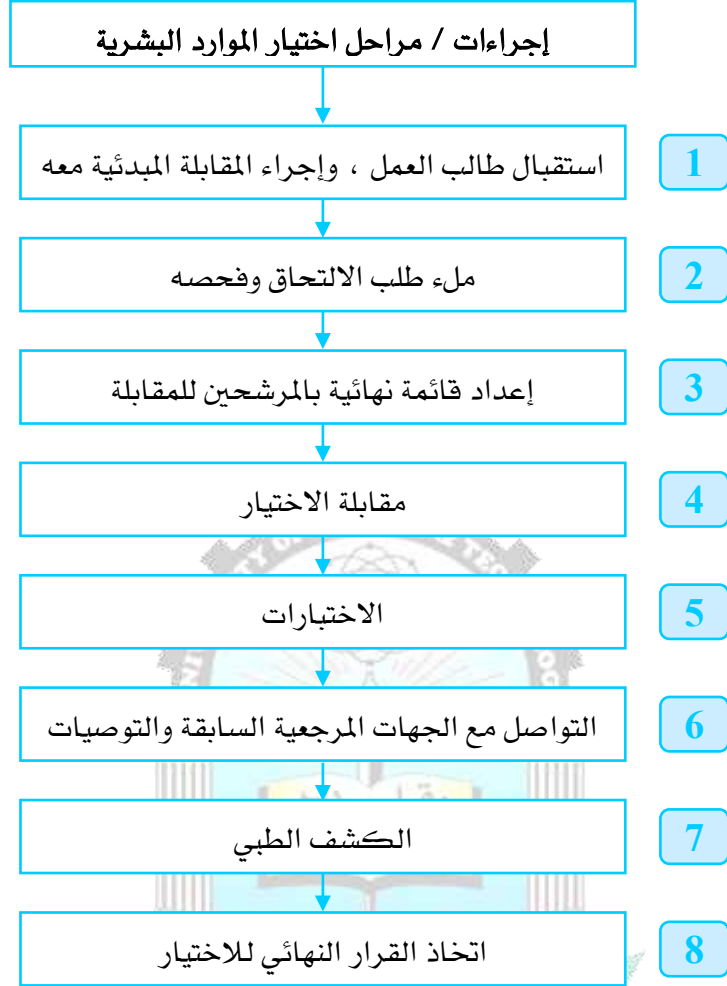 إجراءات / مراحل اختيار الموارد البشرية
استقبال طالب العمل ، وإجراء المقابلة المبدئية معه
1
ملء طلب الالتحاق وفحصه
2
إعداد قائمة نهائية بالمرشحين للمقابلة
3
مقابلة الاختيار
4
الاختبارات
5
التواصل مع الجهات المرجعية السابقة والتوصيات
6
الكشف الطبي
7
اتخاذ القرار النهائي للاختيار
8